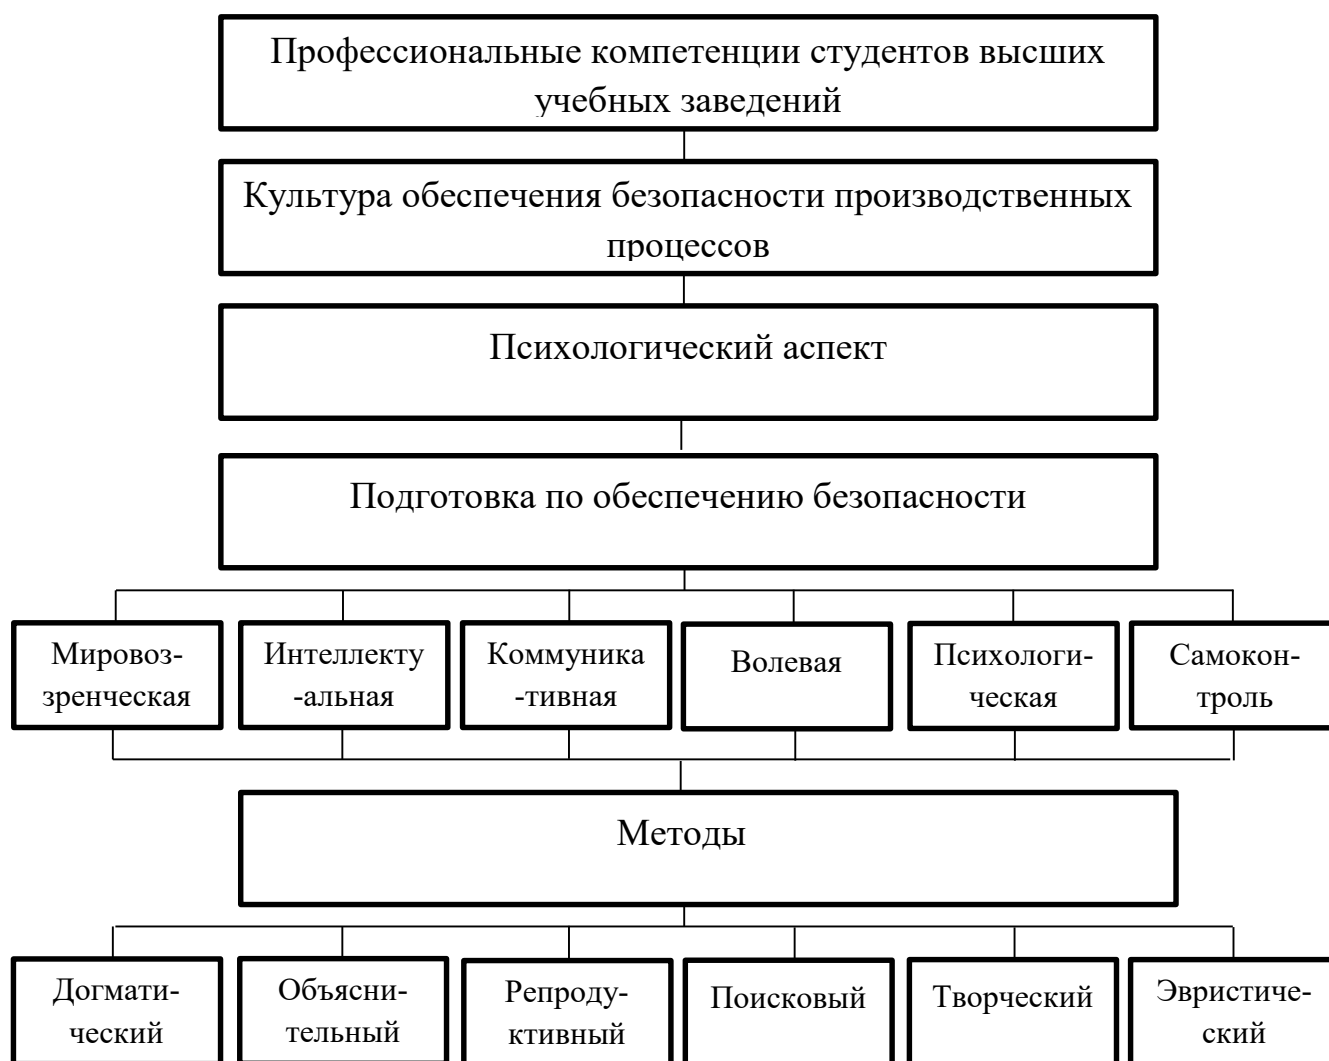 Профессиональные компетенции студентов высших
учебных заведений
Культура обеспечения безопасности производственных
процессов
Психологический аспект
Подготовка по обеспечению безопасности
Мировоз-
зренческая
Интеллекту
-альная
Коммуника
-тивная
Волевая
Психологи-
ческая
Самокон-
троль
Методы
Догмати-
ческий
Объясни-
тельный
Репроду-
ктивный
Поисковый
Творческий
Эвристиче-
ский